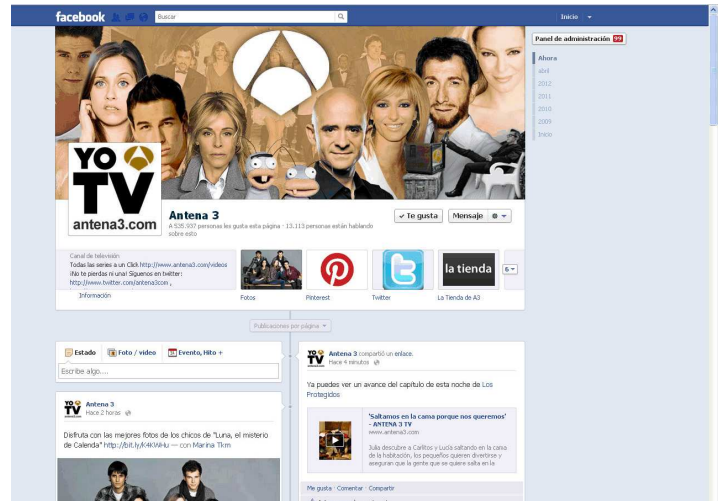 facebook
Buscar
Inicio
Panel de administración 99
Ahora
abril
2012
2011
2010
2009
Inicio
YO
TV
antena3.com
Antena 3
A 535.937 personas les gusta esta página · 13.113 personas están hablando
sobre esto
Te gusta
Mensaje
Canal de televisión
Todas las series a un Click http://www.antena3.com/videos
¡No te pierdas ni una! Síguenos en twitter:
http://www.twitter.com/antena3com ,
Información
la tienda
6
Fotos
Pinterest
Twitter
La Tienda de A3
Publicaciones por página
Estado
Foto / vídeo
Evento, Hito +
Escribe algo....
Antena 3
Hace 2 horas
Disfruta con las mejores fotos de los chicos de "Luna, el misterio
de Calenda" http://bit.ly/K4KWHu — con Marina Tkm
Antena 3 compartió un enlace.
Hace 4 minutos
Ya puedes ver un avance del capítulo de esta noche de Los
Protegidos
'Saltamos en la cama porque nos queremos'
- ANTENA 3 TV
www.antena3.com
Julia descubre a Carlitos y Lucía saltando en la cama
de la habitación, los pequeños quieren divertirse y
aseguran que la gente que se quiere salta en la
Me gusta · Comentar · Compartir